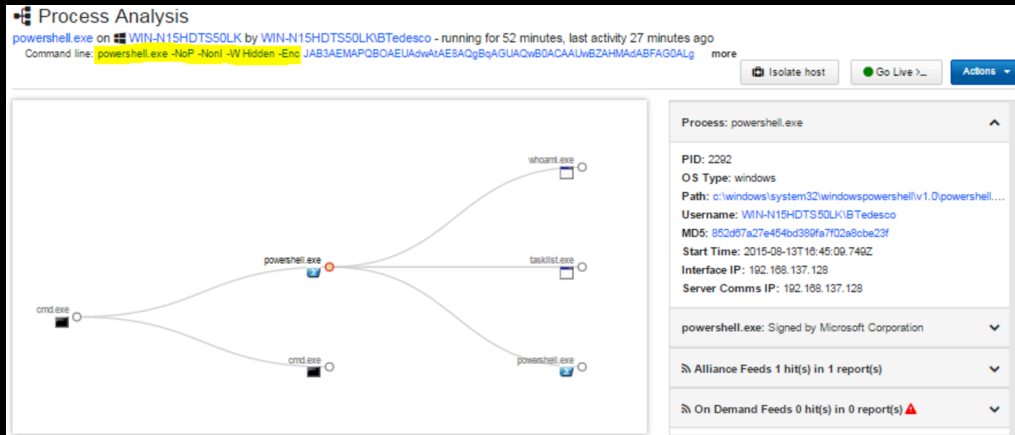 Process Analysis
powershell.exe on WIN-N15HDTS50LK by WIN-N15HDTS50LK\BTedesco - running for 52 minutes, last activity 27 minutes ago
Command line: powershell.exe -NoP -NonI -W Hidden -Enc JAB3AEMAPQBOAEUAdwAtAE8AQgBqAGUAQwB0ACAAUwBZAHMAdABFAG0ALg more
Isolate host
Go Live >_
Actions
whoami.exe
powershell.exe
tasklist.exe
cmd.exe
cmd.exe
powershell.exe
Process: powershell.exe
PID: 2292
OS Type: windows
Path: c:\windows\system32\windowspowershell\v1.0\powershell....
Username: WIN-N15HDTS50LK\BTedesco
MD5: 852d67a27e454bd389fa7f02a8cbe23f
Start Time: 2015-08-13T16:45:09.749Z
Interface IP: 192.168.137.128
Server Comms IP: 192.168.137.128
powershell.exe: Signed by Microsoft Corporation
Alliance Feeds 1 hit(s) in 1 report(s)
On Demand Feeds 0 hit(s) in 0 report(s)